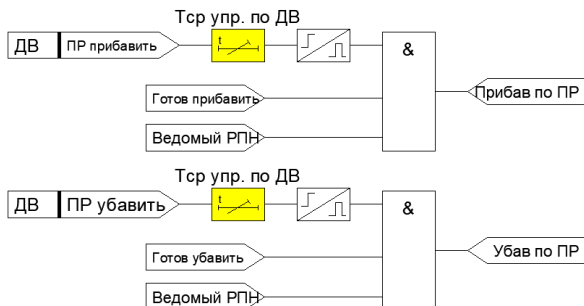 Тср упр. по ДВ
ДВ ПР прибавить t &
Готов прибавить Прибав по ПР
Ведомый РПН
Тср упр. по ДВ
ДВ ПР убавить t &
Готов убавить Убав по ПР
Ведомый РПН